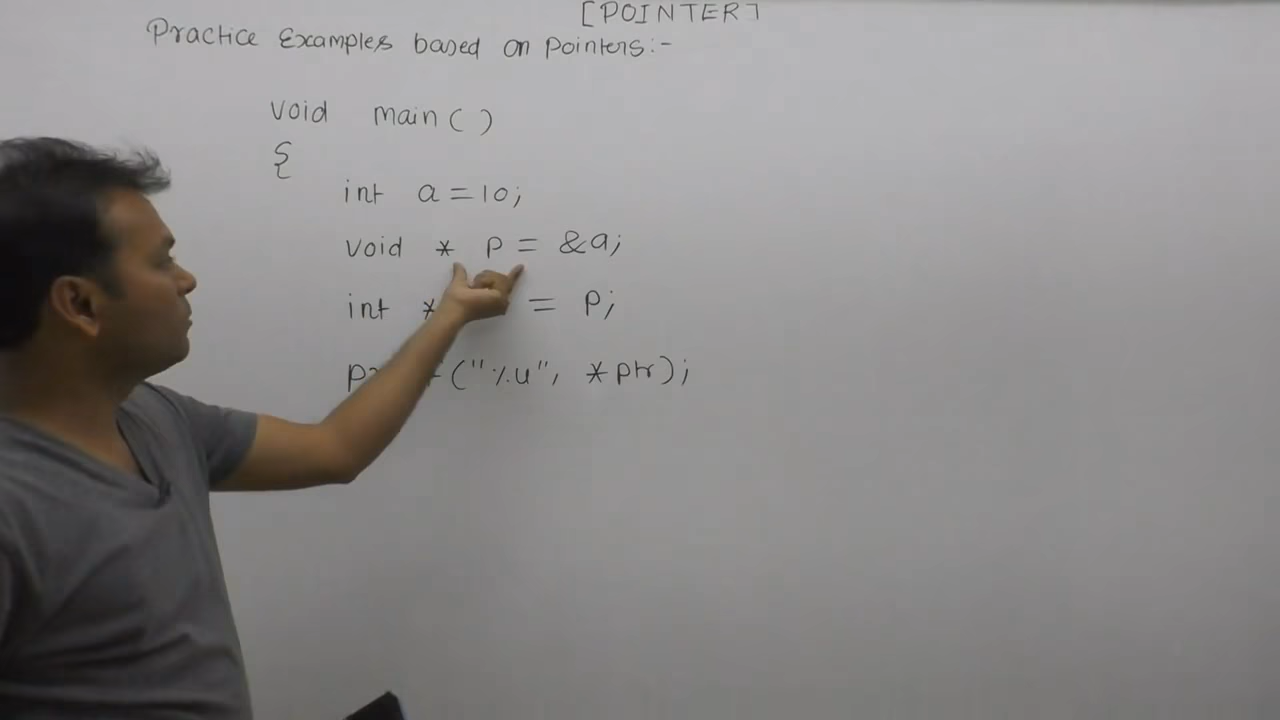 [POINTER]
Practice Examples based on Pointers:-
void main( )
{
int a = 10;
void * P = &a;
int * = P;
("%u", *ptr);